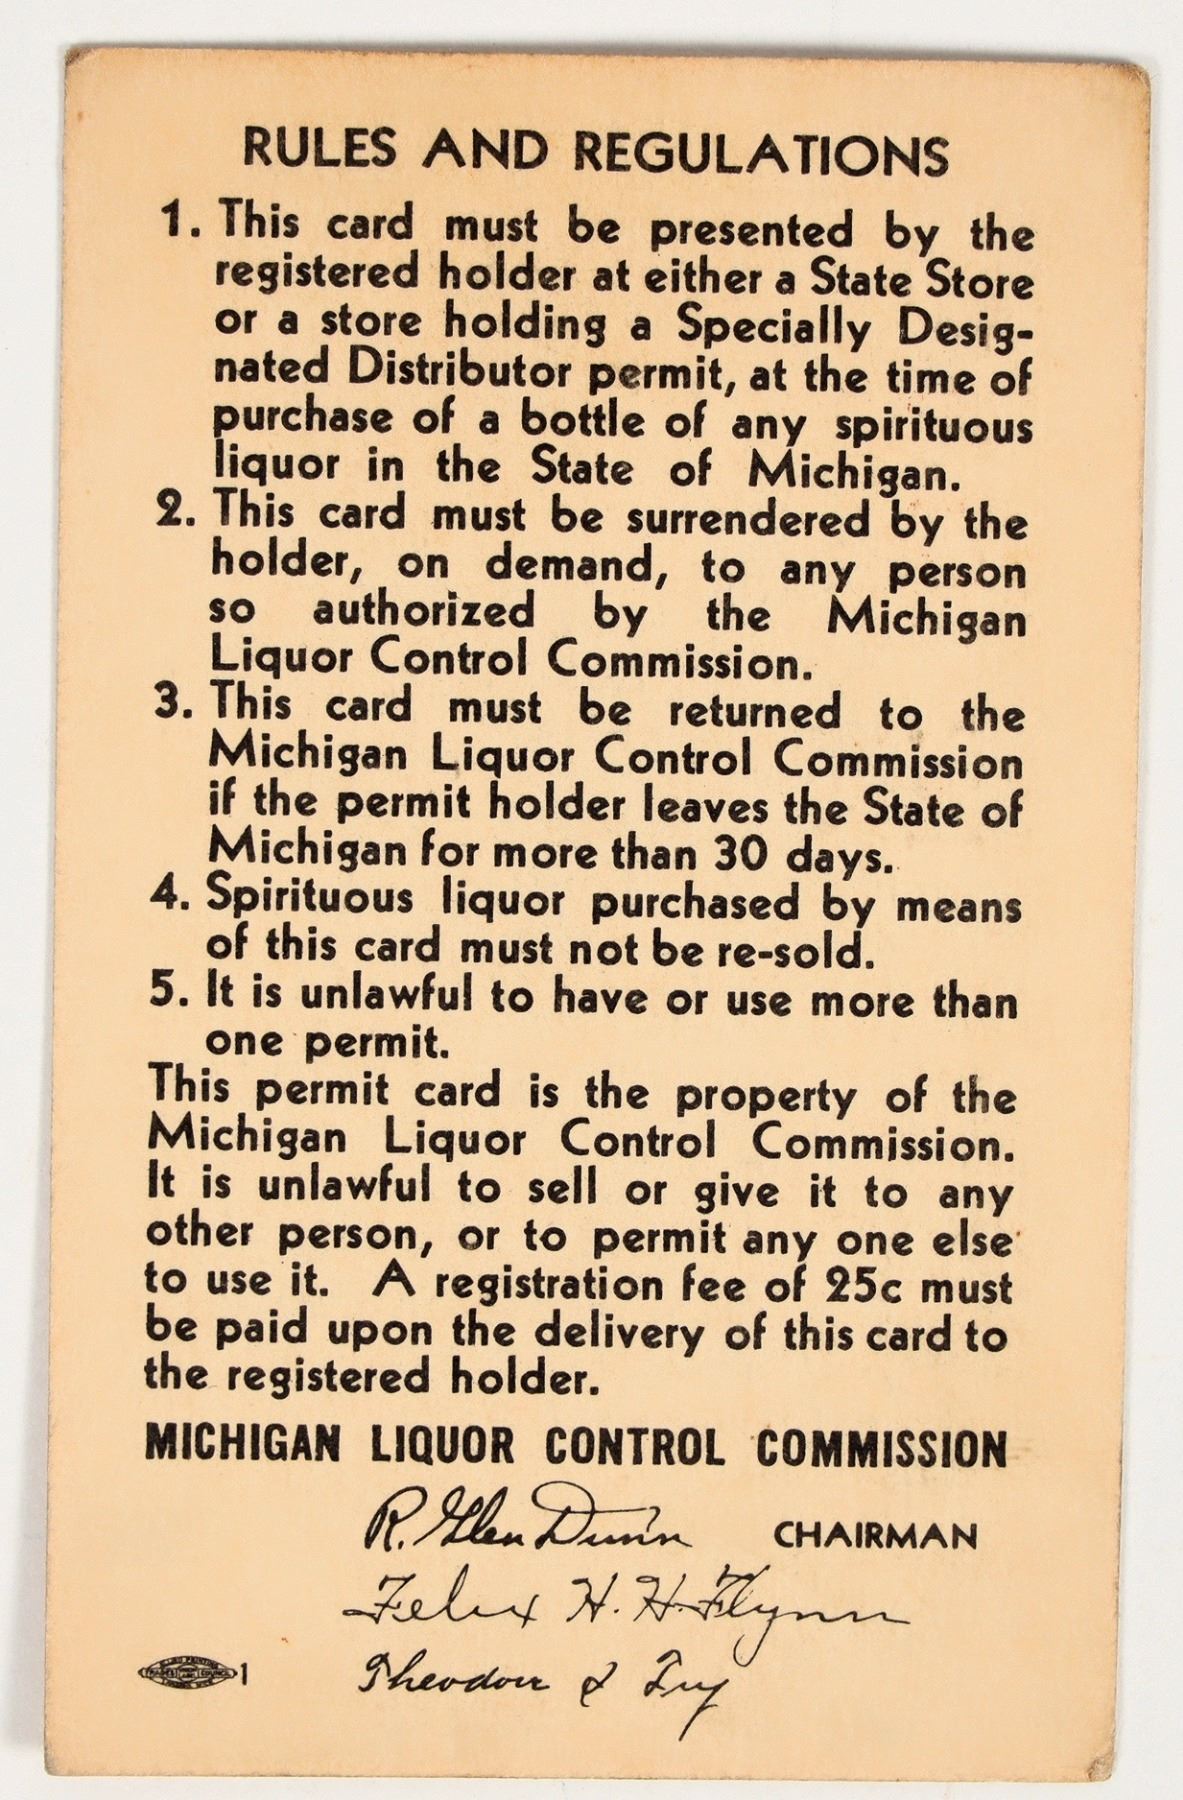 RULES AND REGULATIONS
1. This card must be presented by the
registered holder at either a State Store
or a store holding a Specially Desig-
nated Distributor permit, at the time of
purchase of a bottle of any spirituous
liquor in the State of Michigan.
2. This card must be surrendered by the
holder, on demand, to any person
so authorized by the Michigan
Liquor Control Commission.
3. This card must be returned to the
Michigan Liquor Control Commission
if the permit holder leaves the State of
Michigan for more than 30 days.
4. Spirituous liquor purchased by means
of this card must not be re-sold.
5. It is unlawful to have or use more than
one permit.
This permit card is the property of the
Michigan Liquor Control Commission.
It is unlawful to sell or give it to any
other person, or to permit any one else
to use it. A registration fee of 25c must
be paid upon the delivery of this card to
the registered holder.
MICHIGAN LIQUOR CONTROL COMMISSION
R. Glen Dunn CHAIRMAN
Felix H. H. Flynn
Theodore I. Fry
TRADES COUNCIL 1